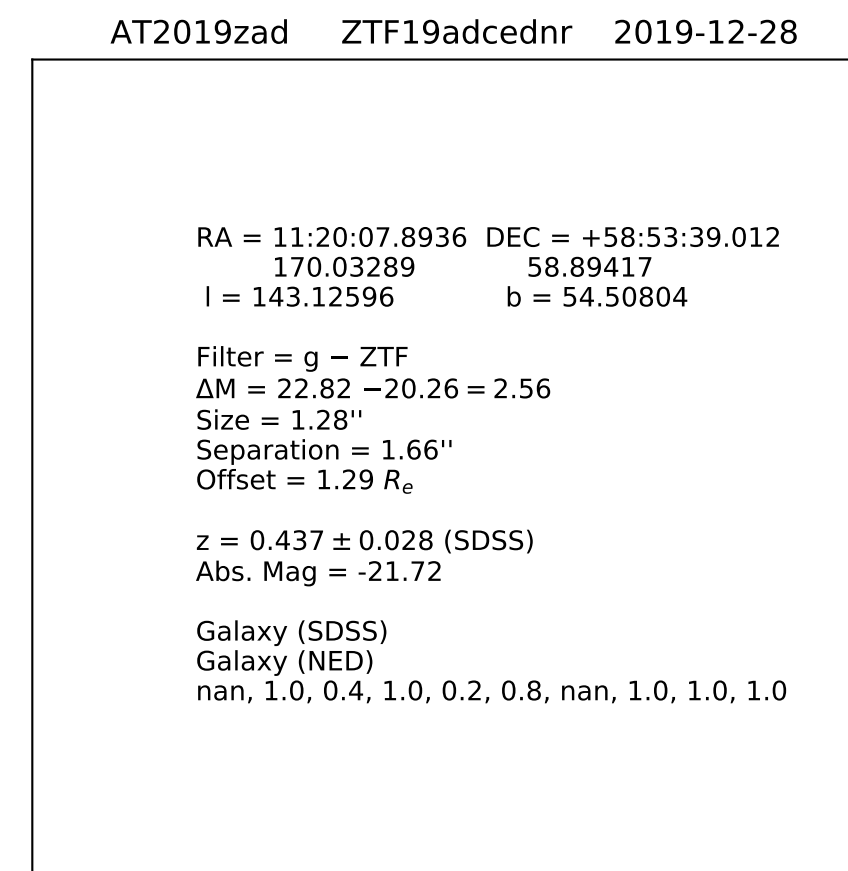 AT2019zad ZTF19adcednr 2019-12-28
RA = 11:20:07.8936 DEC = +58:53:39.012
170.03289 58.89417
l = 143.12596 b = 54.50804
Filter = g − ZTF
ΔM = 22.82 −20.26 = 2.56
Size = 1.28''
Separation = 1.66''
Offset = 1.29 Rₑ
z = 0.437 ± 0.028 (SDSS)
Abs. Mag = -21.72
Galaxy (SDSS)
Galaxy (NED)
nan, 1.0, 0.4, 1.0, 0.2, 0.8, nan, 1.0, 1.0, 1.0